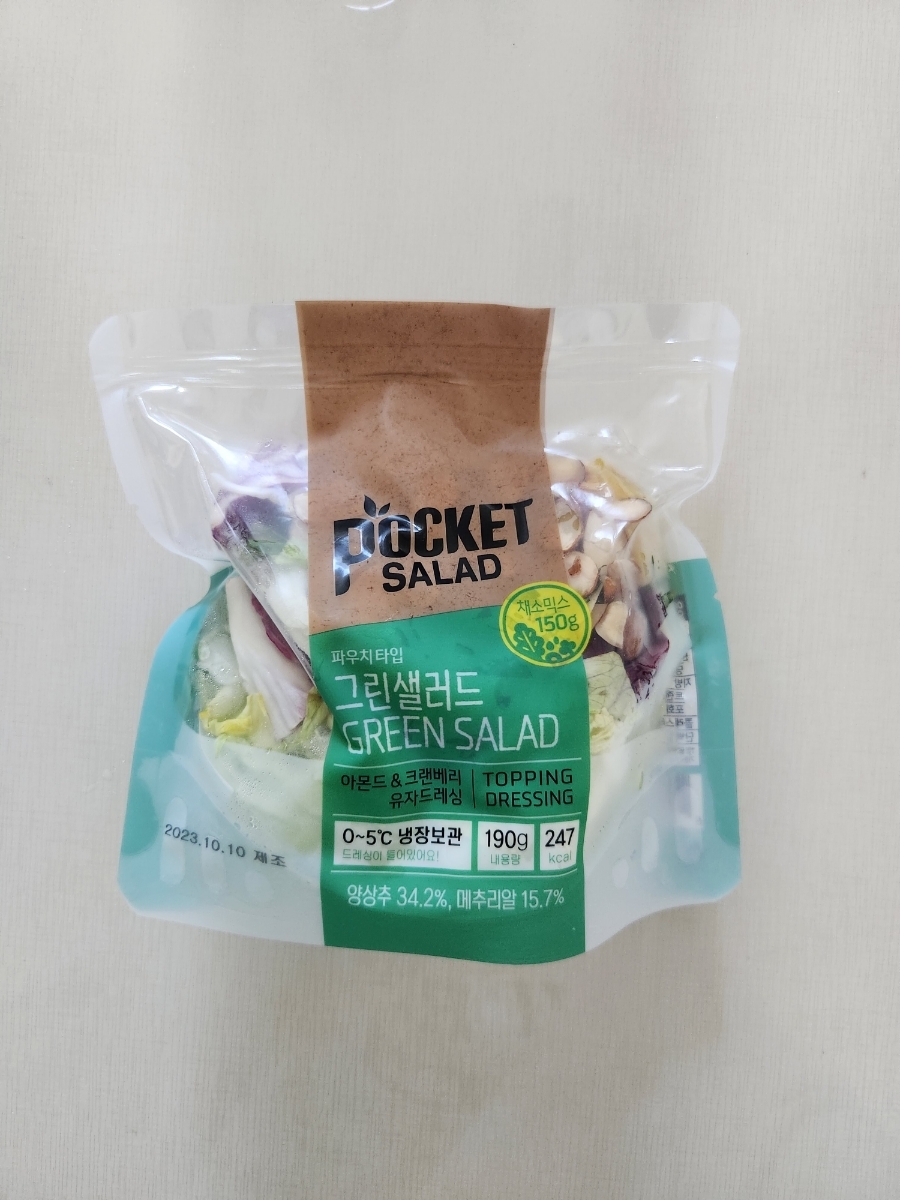 POCKET
SALAD
채소믹스
150g
파우치타입
그린샐러드
GREEN SALAD
아몬드 & 크랜베리
유자드레싱
TOPPING
DRESSING
0~5℃ 냉장보관
드레싱이 들어있어요!
190g
내용량
247
kcal
양상추 34.2%, 메추리알 15.7%
2023.10.10 제조